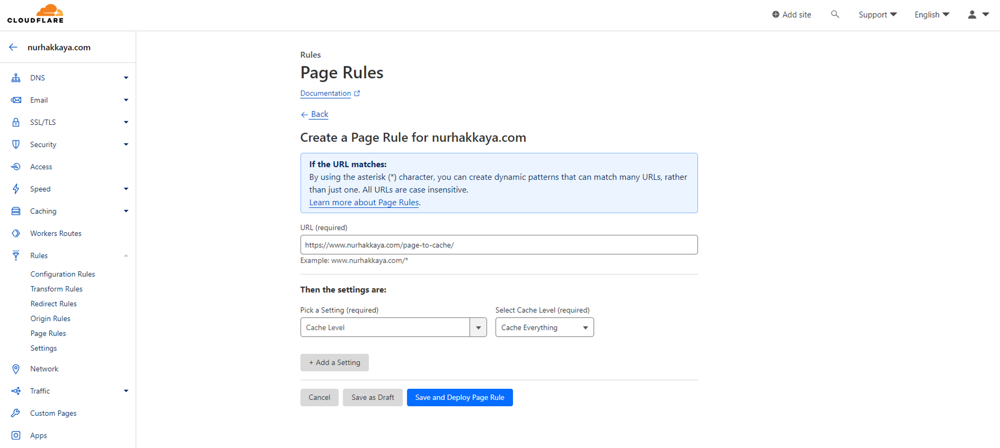 CLOUDFLARE
Add site
Support
English
nurhakkaya.com
DNS
Email
SSL/TLS
Security
Access
Speed
Caching
Workers Routes
Rules
Configuration Rules
Transform Rules
Redirect Rules
Origin Rules
Page Rules
Settings
Network
Traffic
Custom Pages
Apps
Rules
Page Rules
Documentation
Back
Create a Page Rule for nurhakkaya.com
If the URL matches:
By using the asterisk (*) character, you can create dynamic patterns that can match many URLs, rather
than just one. All URLs are case insensitive.
Learn more about Page Rules.
URL (required)
https://www.nurhakkaya.com/page-to-cache/
Example: www.nurhakkaya.com/*
Then the settings are:
Pick a Setting (required)
Select Cache Level (required)
Cache Level
Cache Everything
+ Add a Setting
Cancel
Save as Draft
Save and Deploy Page Rule